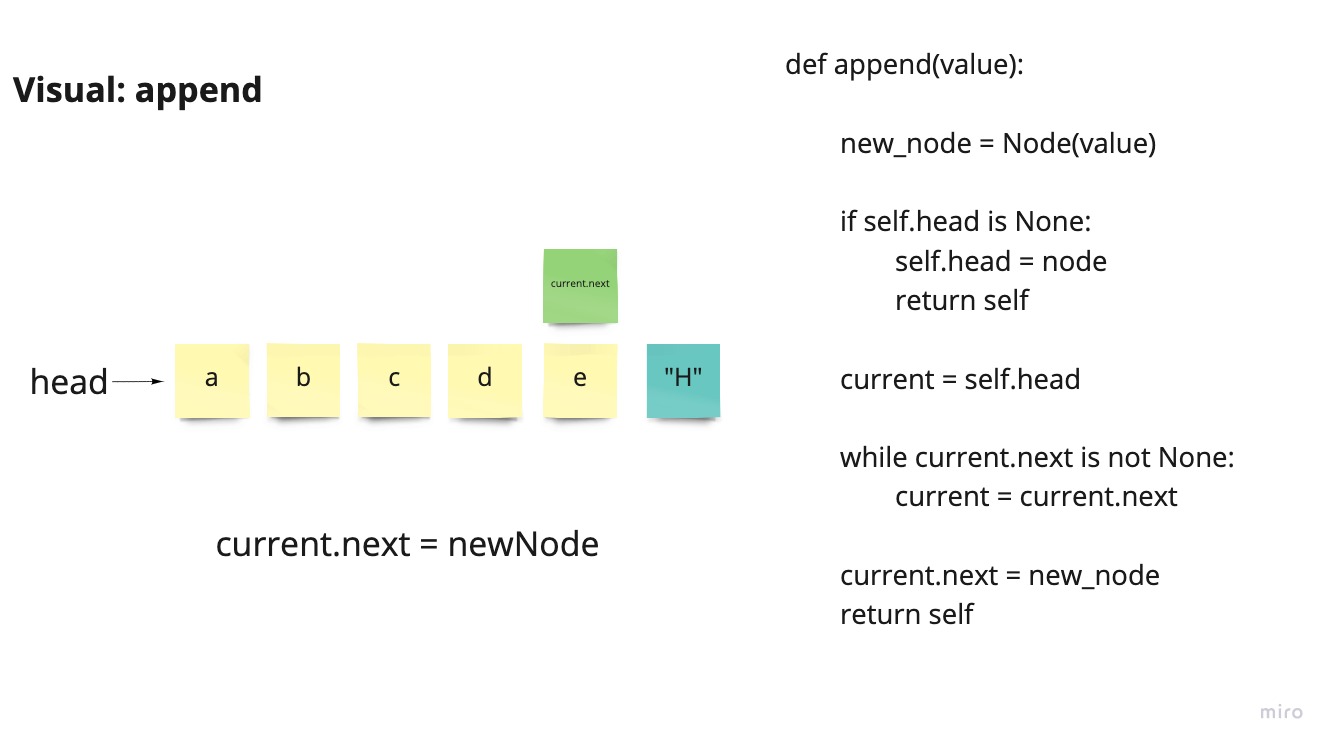 Visual: append
current.next
head
a
b
c
d
e
"H"
current.next = newNode
def append(value):
new_node = Node(value)
if self.head is None:
self.head = node
return self
current = self.head
while current.next is not None:
current = current.next
current.next = new_node
return self
miro